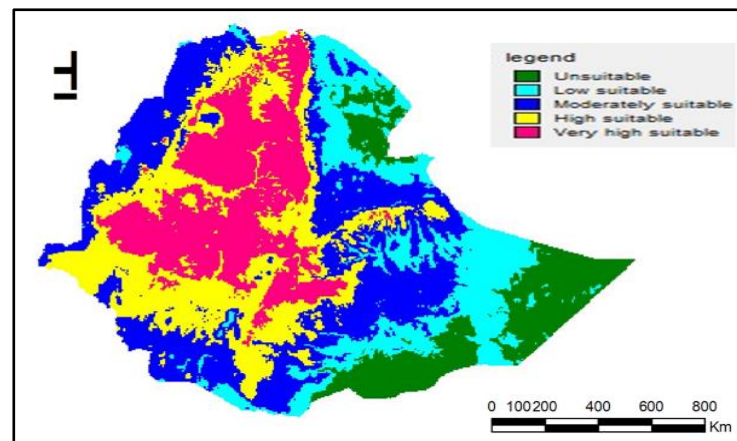 legend
Unsuitable
Low suitable
Moderately suitable
High suitable
Very high suitable
0 100200 400 600 800
Km